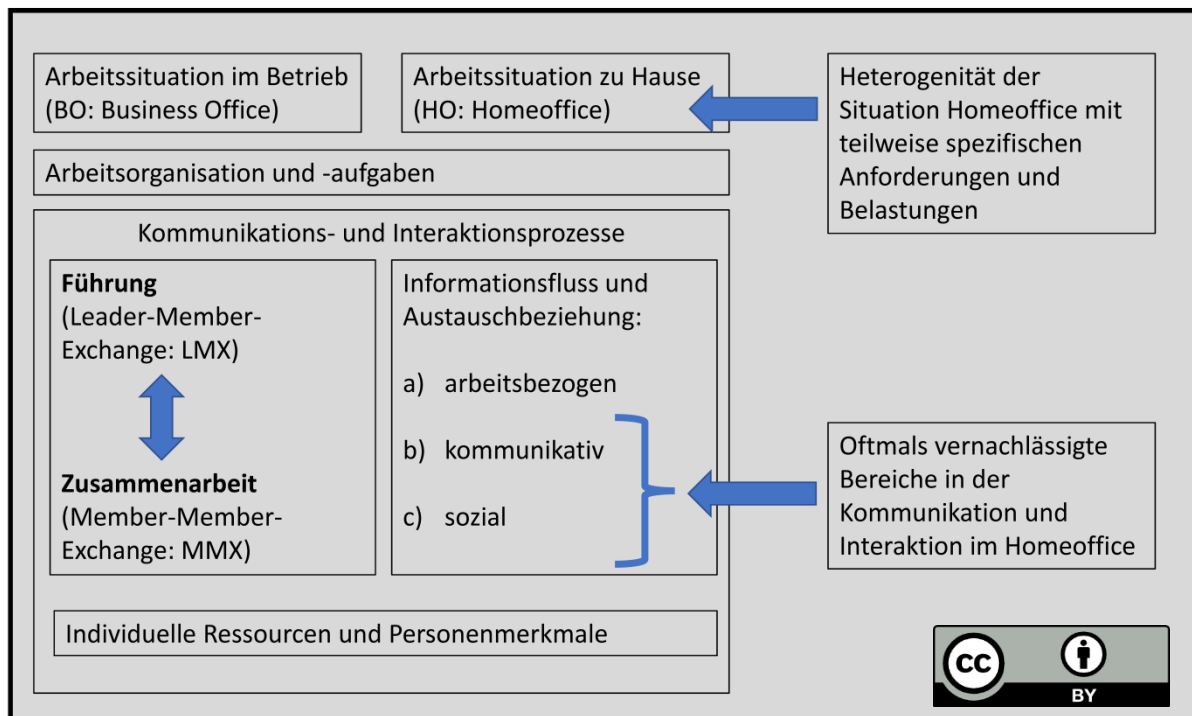 Arbeitssituation im Betrieb
(BO: Business Office)
Arbeitssituation zu Hause
(HO: Homeoffice)
Heterogenität der
Situation Homeoffice mit
teilweise spezifischen
Anforderungen und
Belastungen
Arbeitsorganisation und -aufgaben
Kommunikations- und Interaktionsprozesse
Führung
(Leader-Member-
Exchange: LMX)
Zusammenarbeit
(Member-Member-
Exchange: MMX)
Informationsfluss und
Austauschbeziehung:
a) arbeitsbezogen
b) kommunikativ
c) sozial
Oftmals vernachlässigte
Bereiche in der
Kommunikation und
Interaktion im Homeoffice
Individuelle Ressourcen und Personenmerkmale
CC
BY